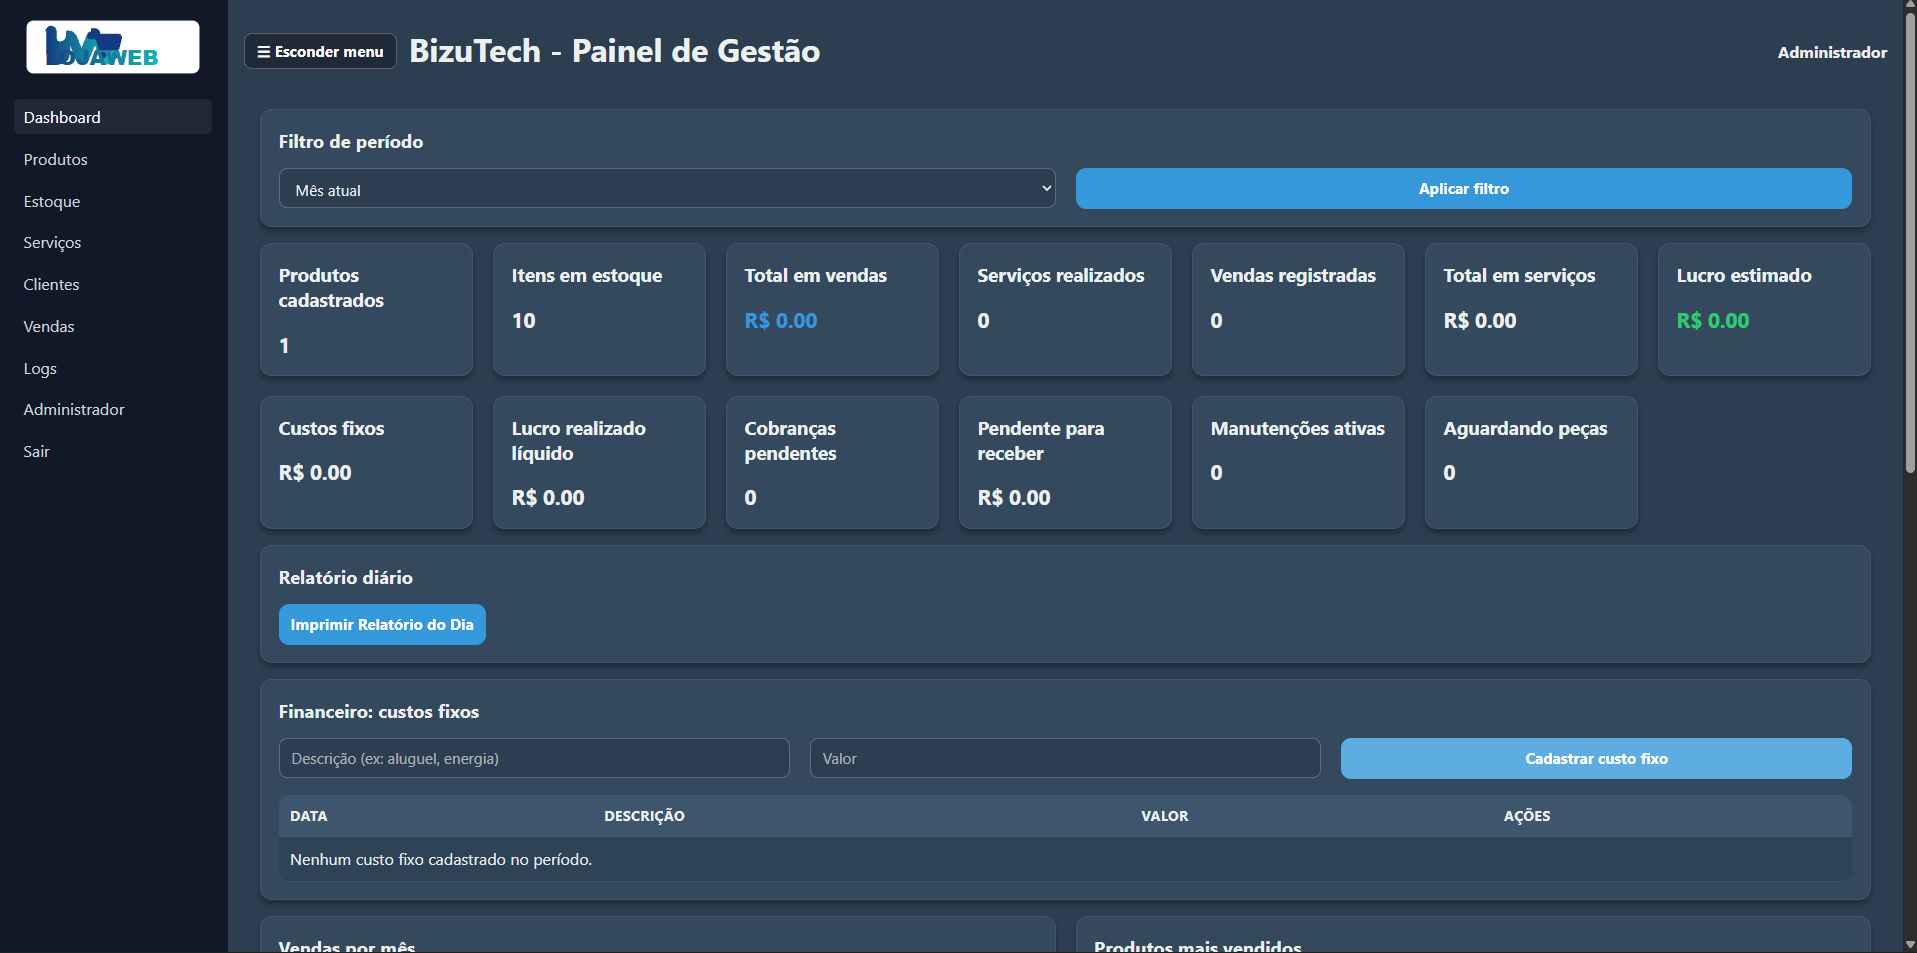 ☰ Esconder menu
BizuTech - Painel de Gestão
Administrador
Dashboard
Produtos
Estoque
Serviços
Clientes
Vendas
Logs
Administrador
Sair
Filtro de período
Mês atual
Aplicar filtro
Produtos
cadastrados
1
Itens em estoque
10
Total em vendas
R$ 0.00
Serviços realizados
0
Vendas registradas
0
Total em serviços
R$ 0.00
Lucro estimado
R$ 0.00
Custos fixos
R$ 0.00
Lucro realizado
líquido
R$ 0.00
Cobranças
pendentes
0
Pendente para
receber
R$ 0.00
Manutenções ativas
0
Aguardando peças
0
Relatório diário
Imprimir Relatório do Dia
Financeiro: custos fixos
Descrição (ex: aluguel, energia)
Valor
Cadastrar custo fixo
DATA DESCRIÇÃO VALOR AÇÕES
Nenhum custo fixo cadastrado no período.
Vendas por mês
Produtos mais vendidos